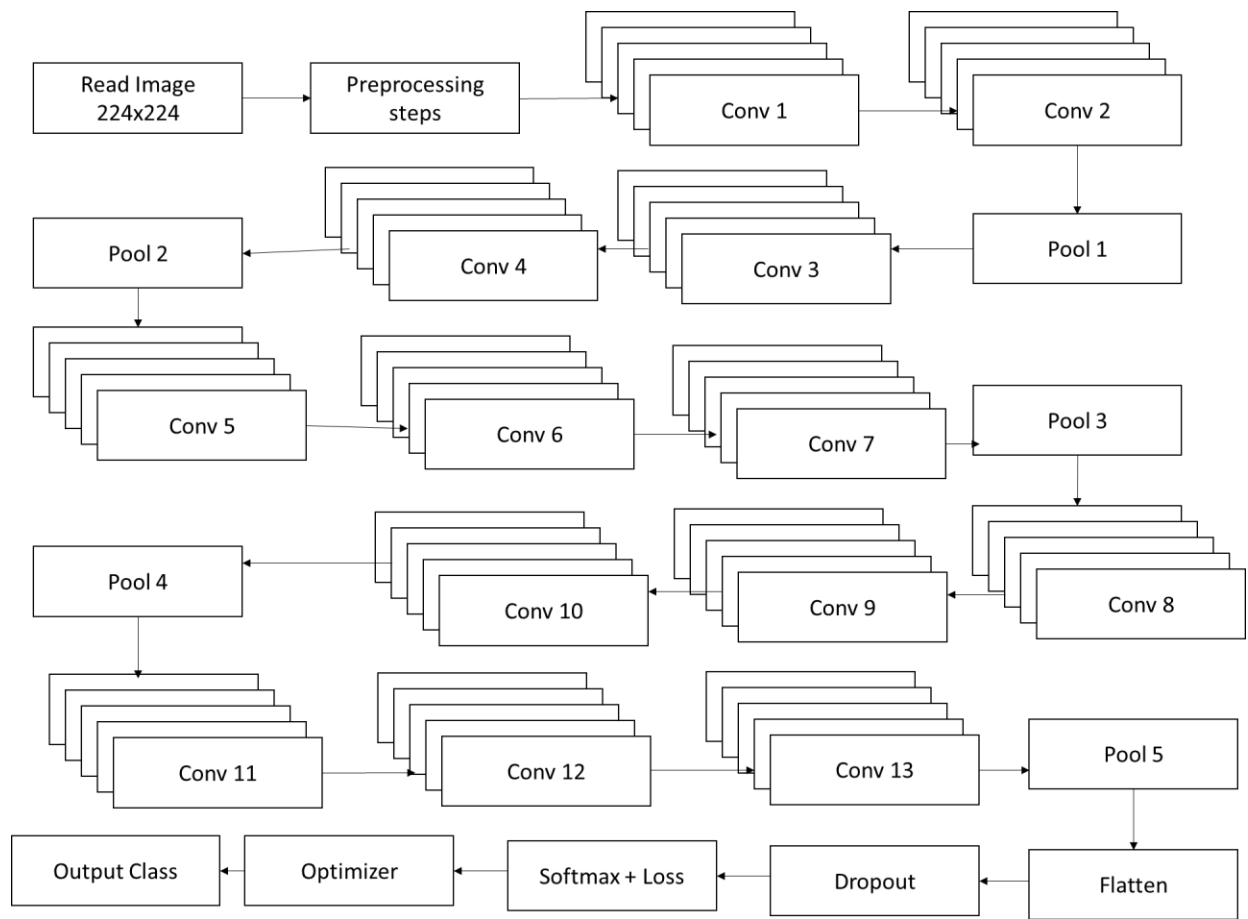 Read Image
224x224
Preprocessing
steps
Conv 1
Conv 2
Pool 1
Conv 3
Conv 4
Pool 2
Conv 5
Conv 6
Conv 7
Pool 3
Conv 8
Conv 9
Conv 10
Pool 4
Conv 11
Conv 12
Conv 13
Pool 5
Flatten
Dropout
Softmax + Loss
Optimizer
Output Class